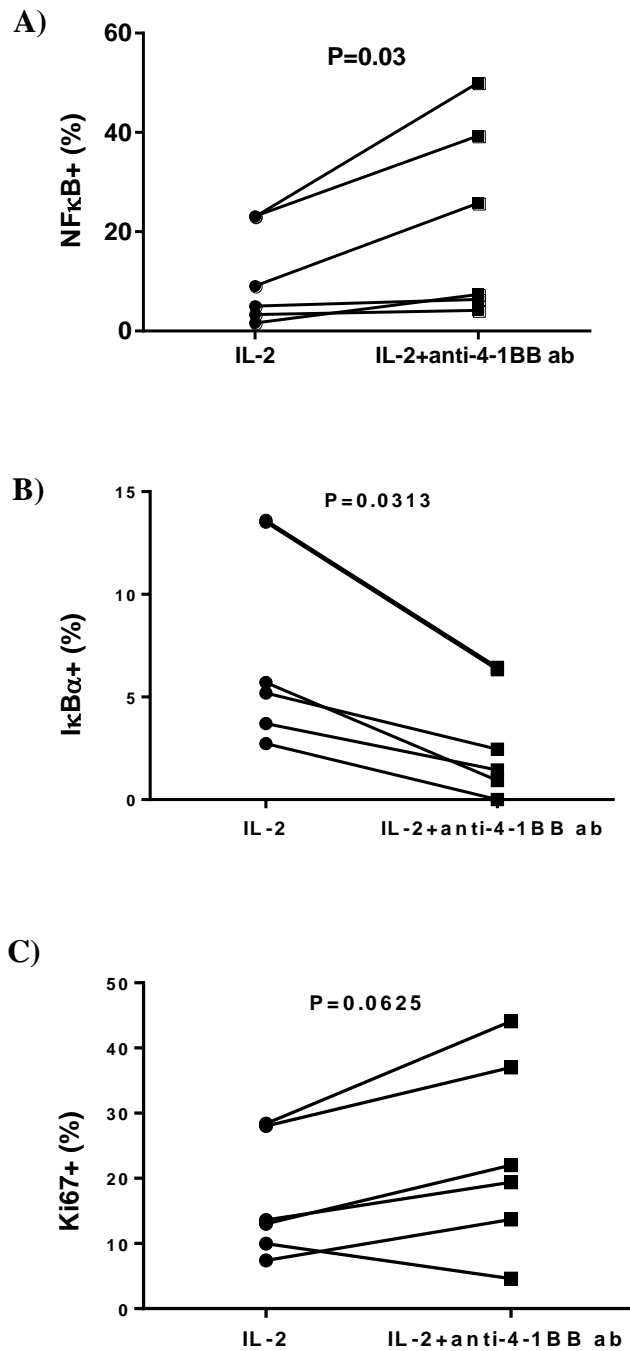 A)
P=0.03
NFκB+ (%)
60
40
20
0
IL-2
IL-2+anti-4-1BB ab
B)
P=0.0313
IκBα+ (%)
15
10
5
0
IL-2
IL-2+anti-4-1BB ab
C)
P=0.0625
Ki67+ (%)
50
40
30
20
10
0
IL-2
IL-2+anti-4-1BB ab